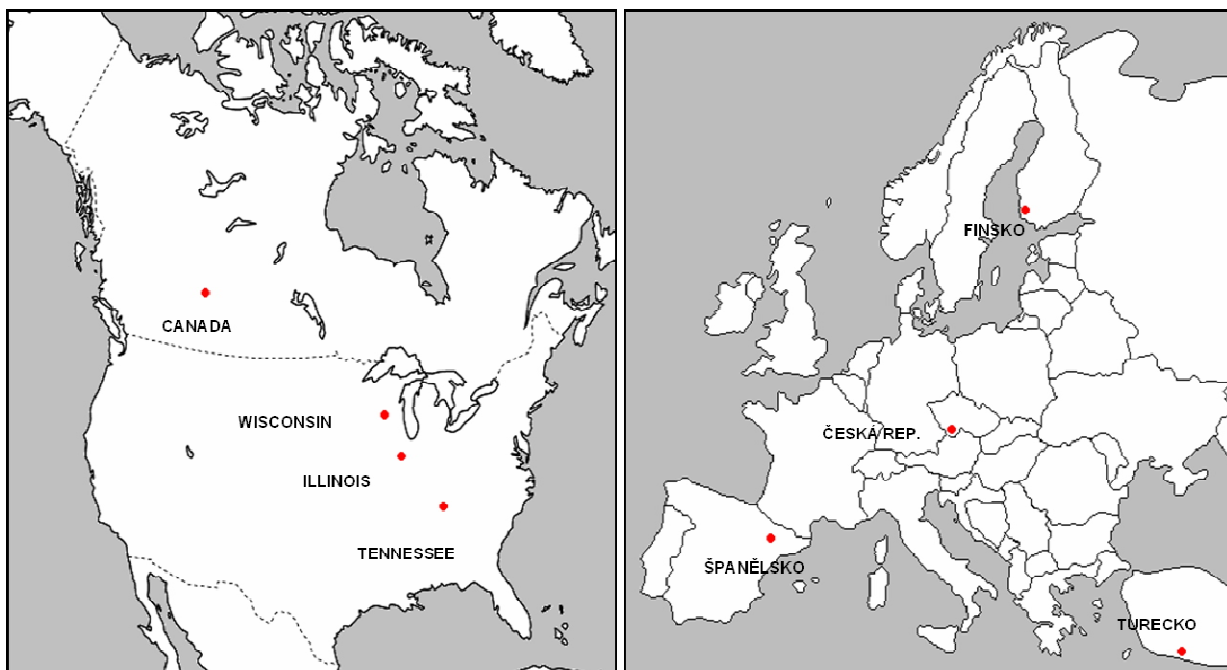 CANADA
WISCONSIN
ILLINOIS
TENNESSEE
FINSKO
ČESKÁ REP.
ŠPANĚLSKO
TURECKO